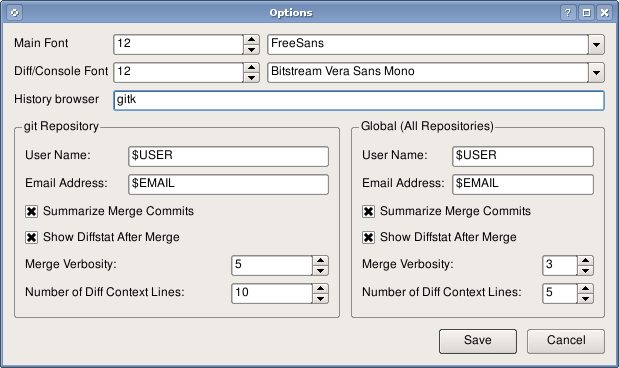 Options
Main Font 12 FreeSans
Diff/Console Font 12 Bitstream Vera Sans Mono
History browser gitk
git Repository Global (All Repositories)
User Name: $USER User Name: $USER
Email Address: $EMAIL Email Address: $EMAIL
Summarize Merge Commits Summarize Merge Commits
Show Diffstat After Merge Show Diffstat After Merge
Merge Verbosity: 5 Merge Verbosity: 3
Number of Diff Context Lines: 10 Number of Diff Context Lines: 5
Save Cancel